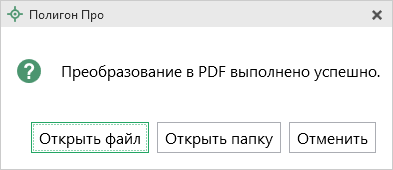 Полигон Про
Преобразование в PDF выполнено успешно.
Открыть файл Открыть папку Отменить